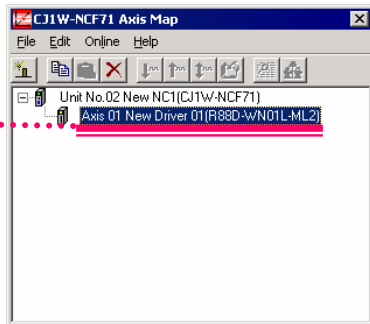 CJ1W-NCF71 Axis Map
File Edit Online Help
Unit No.02 New NC1(CJ1W-NCF71)
Axis 01 New Driver 01(R88D-WN01L-ML2)